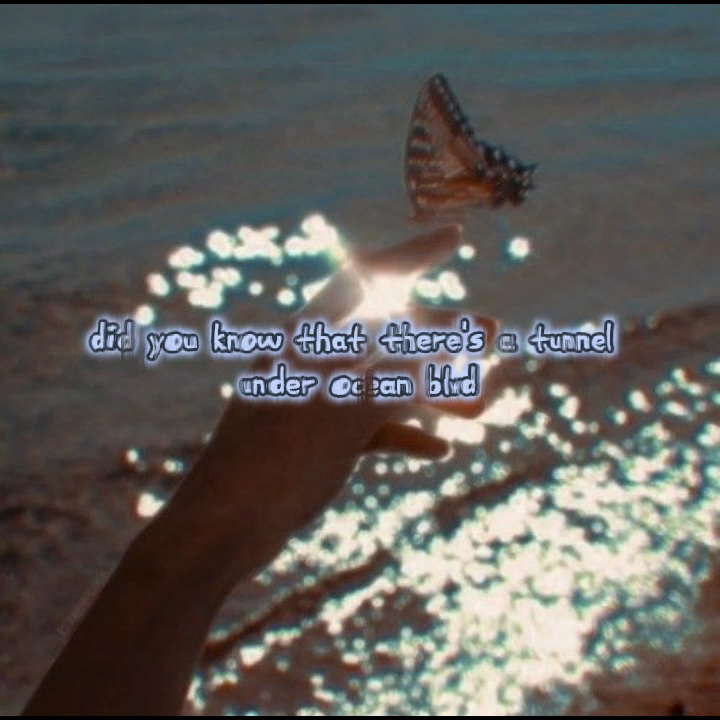 did you know that there's a tunnel
under ocean blvd